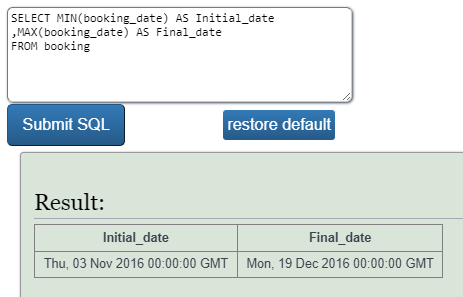 SELECT MIN(booking_date) AS Initial_date
,MAX(booking_date) AS Final_date
FROM booking
Submit SQL
restore default
Result:
Initial_date Final_date
Thu, 03 Nov 2016 00:00:00 GMT Mon, 19 Dec 2016 00:00:00 GMT